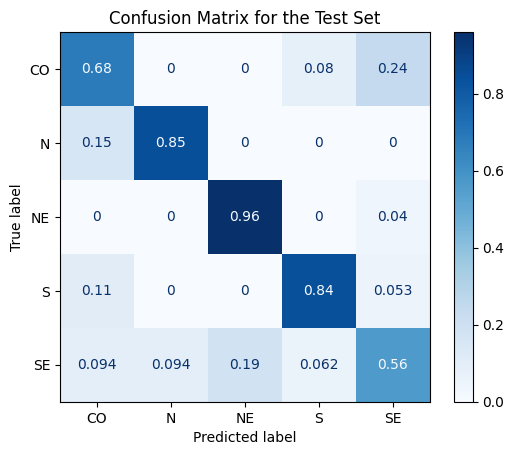 Confusion Matrix for the Test Set
CO 0.68 0 0 0.08 0.24
N 0.15 0.85 0 0 0
NE 0 0 0.96 0 0.04
S 0.11 0 0 0.84 0.053
SE 0.094 0.094 0.19 0.062 0.56
CO N NE S SE
Predicted label
True label
0.8
0.6
0.4
0.2
0.0